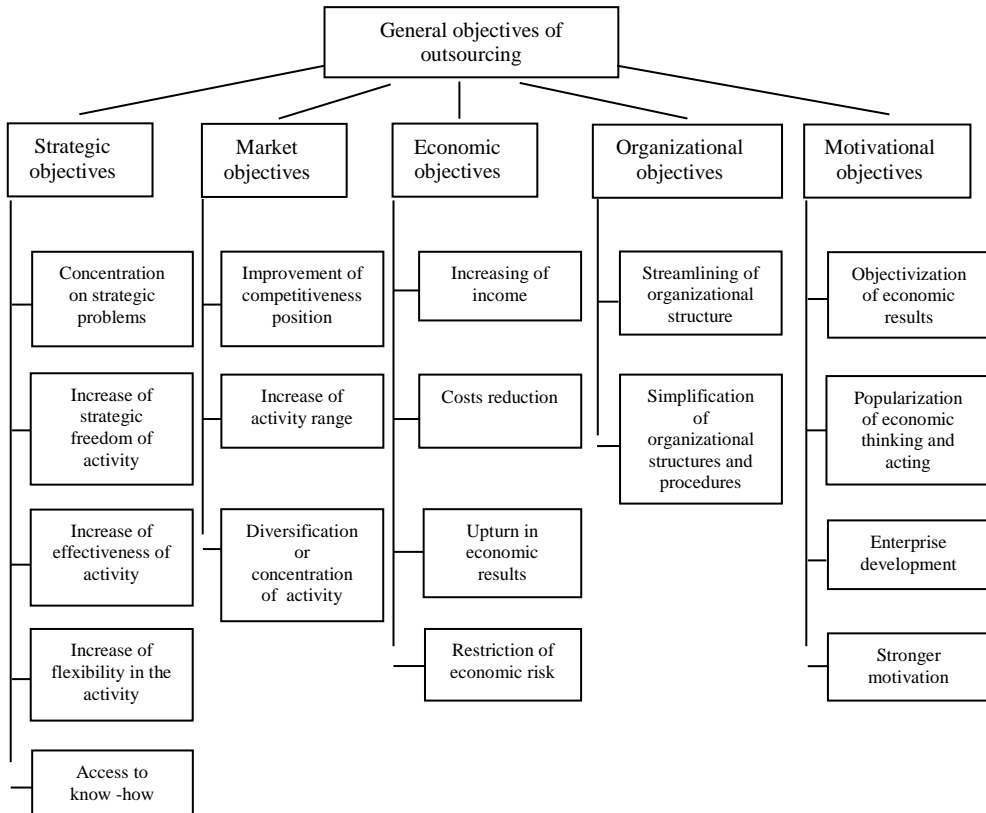 General objectives of
outsourcing
Strategic
objectives
Market
objectives
Economic
objectives
Organizational
objectives
Motivational
objectives
Concentration
on strategic
problems
Increase of
strategic
freedom of
activity
Increase of
effectiveness of
activity
Increase of
flexibility in the
activity
Access to
know -how
Improvement of
competitiveness
position
Increase of
activity range
Diversification
or
concentration
of activity
Increasing of
income
Costs reduction
Upturn in
economic
results
Restriction of
economic risk
Streamlining of
organizational
structure
Simplification
of
organizational
structures and
procedures
Objectivization
of economic
results
Popularization
of economic
thinking and
acting
Enterprise
development
Stronger
motivation